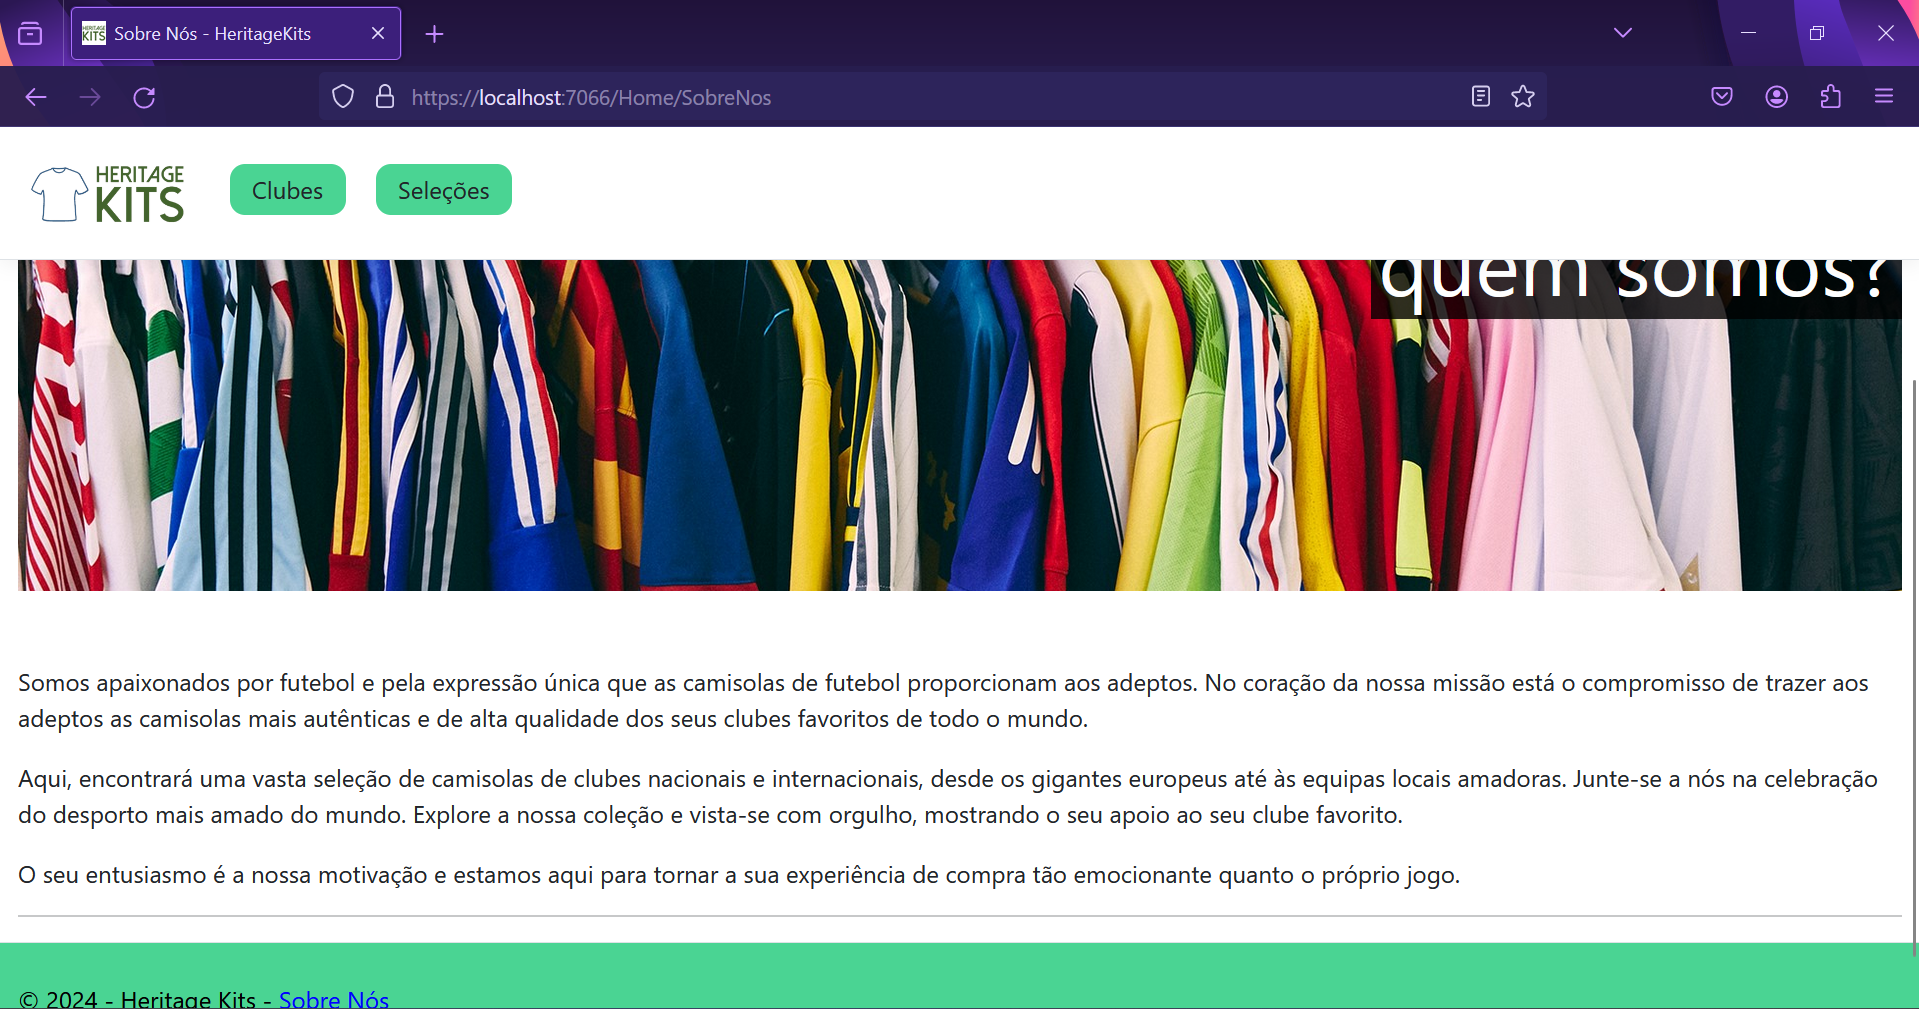 HERITAGE
KITS
Sobre Nós - HeritageKits
https://localhost:7066/Home/SobreNos
HERITAGE
KITS
Clubes
Seleções
quem somos?
Somos apaixonados por futebol e pela expressão única que as camisolas de futebol proporcionam aos adeptos. No coração da nossa missão está o compromisso de trazer aos
adeptos as camisolas mais autênticas e de alta qualidade dos seus clubes favoritos de todo o mundo.
Aqui, encontrará uma vasta seleção de camisolas de clubes nacionais e internacionais, desde os gigantes europeus até às equipas locais amadoras. Junte-se a nós na celebração
do desporto mais amado do mundo. Explore a nossa coleção e vista-se com orgulho, mostrando o seu apoio ao seu clube favorito.
O seu entusiasmo é a nossa motivação e estamos aqui para tornar a sua experiência de compra tão emocionante quanto o próprio jogo.
© 2024 - Heritage Kits - Sobre Nós